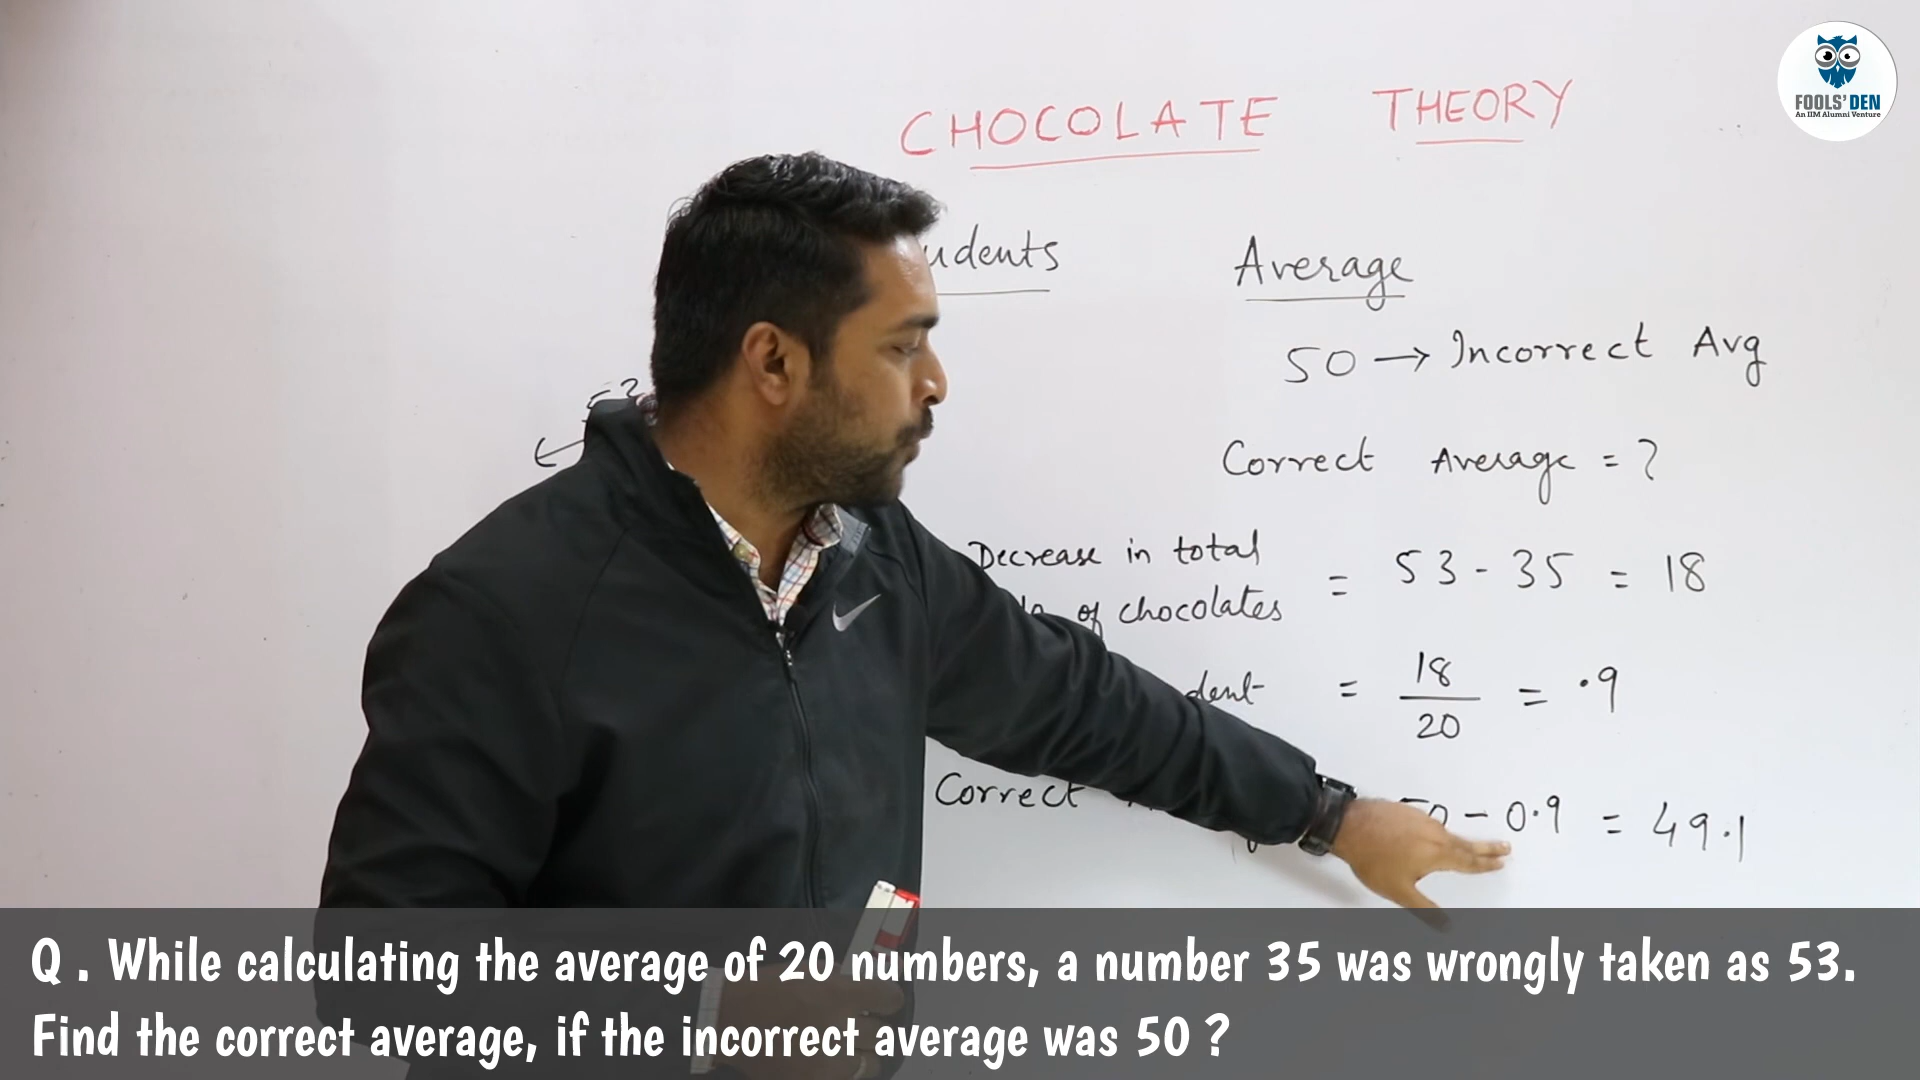 FOOLS' DEN
An IIM Alumni Venture
CHOCOLATE THEORY
Average
50 → Incorrect Avg
Correct Average = ?
Decrease in total
of chocolates = 53 - 35 = 18
= 18/20 = .9
Correct - 0.9 = 49.1
Q . While calculating the average of 20 numbers, a number 35 was wrongly taken as 53.
Find the correct average, if the incorrect average was 50 ?